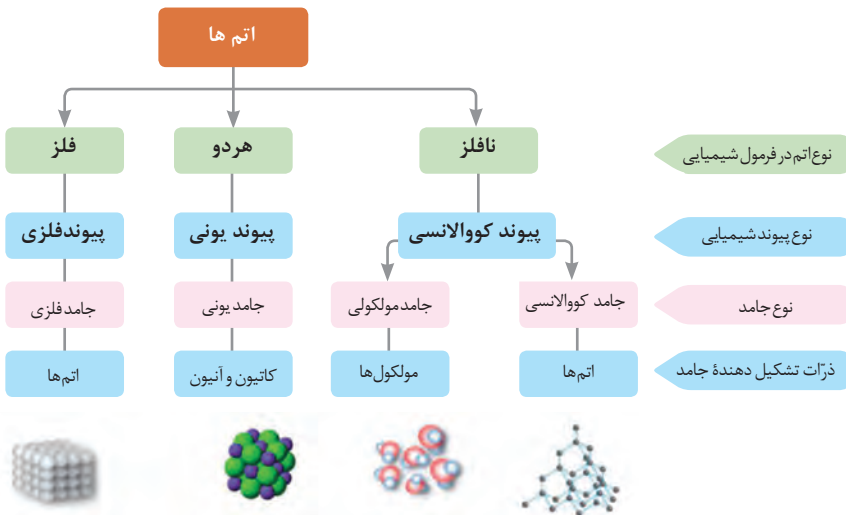 اتم ها
نوع اتم در فرمول شیمیایی
نافلز
هردو
فلز
نوع پیوند شیمیایی
پیوند کووالانسی
پیوند یونی
پیوند فلزی
نوع جامد
جامد کووالانسی
جامد مولکولی
جامد یونی
جامد فلزی
ذرّات تشکیل دهندۀ جامد
اتم‌ها
مولکول‌ها
کاتیون و آنیون
اتم‌ها